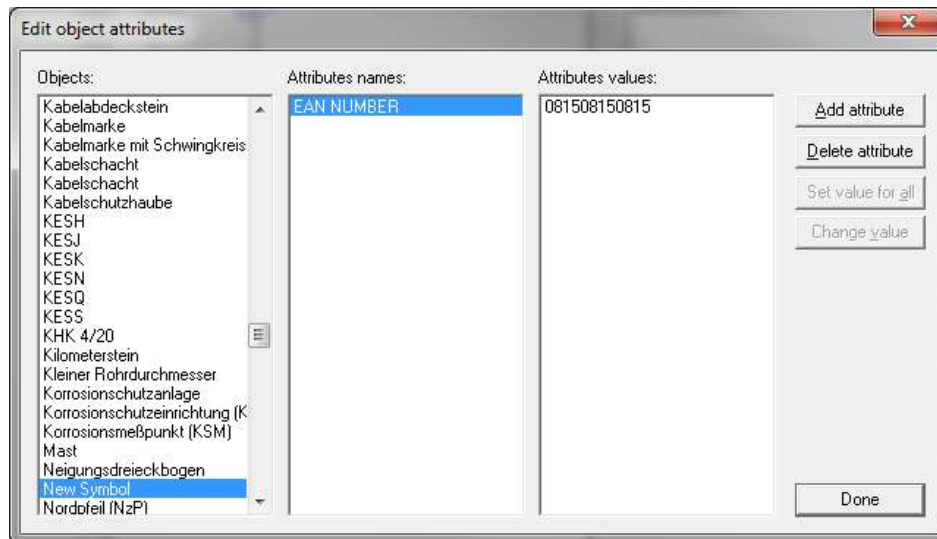 Edit object attributes
Objects:
Kabelabdeckstein
Kabelmarke
Kabelmarke mit Schwingkreis
Kabelschacht
Kabelschacht
Kabelschutzhaube
KESH
KESJ
KESK
KESN
KESQ
KESS
KHK 4/20
Kilometerstein
Kleiner Rohrdurchmesser
Korrosionschutzanlage
Korrosionschutzeinrichtung (K
Korrosionsmeßpunkt (KSM)
Mast
Neigungsdreieckbogen
New Symbol
Nordpfeil (NzP)
Attributes names:
EAN NUMBER
Attributes values:
081508150815
Add attribute
Delete attribute
Set value for all
Change value
Done